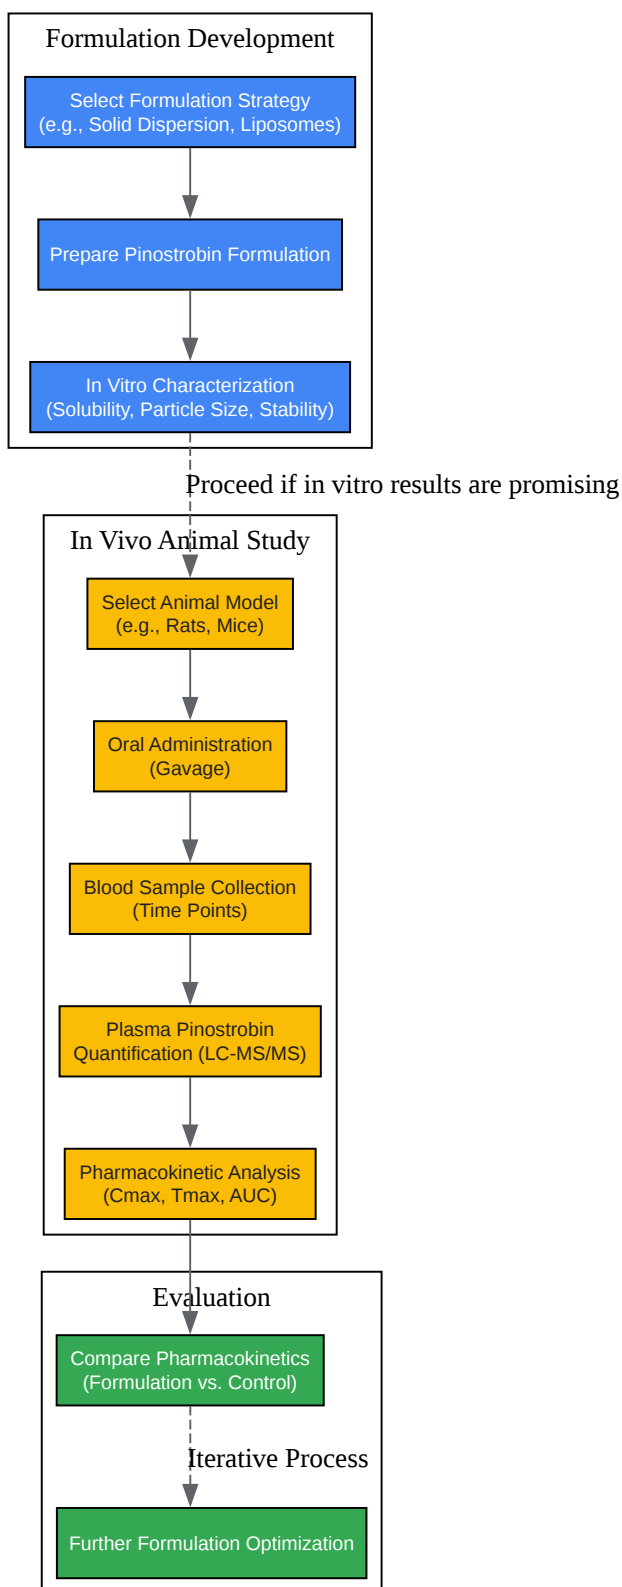 Formulation Development
Select Formulation Strategy
(e.g., Solid Dispersion, Liposomes)
Prepare Pinostrobin Formulation
In Vitro Characterization
(Solubility, Particle Size, Stability)
Proceed if in vitro results are promising
In Vivo Animal Study
Select Animal Model
(e.g., Rats, Mice)
Oral Administration
(Gavage)
Blood Sample Collection
(Time Points)
Plasma Pinostrobin
Quantification (LC-MS/MS)
Pharmacokinetic Analysis
(Cmax, Tmax, AUC)
Evaluation
Compare Pharmacokinetics
(Formulation vs. Control)
Iterative Process
Further Formulation Optimization